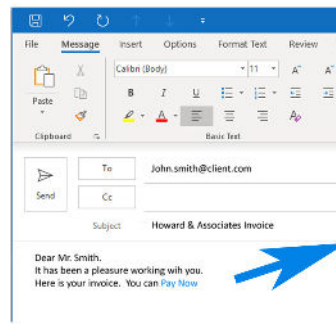 File Message Insert Options Format Text Review
Paste
Calibri (Body) 11 A A
B I U
A A
Clipboard Basic Text
Send
To John.smith@client.com
Cc
Subject Howard & Associates Invoice
Dear Mr. Smith.
It has been a pleasure working wih you.
Here is your invoice. You can Pay Now